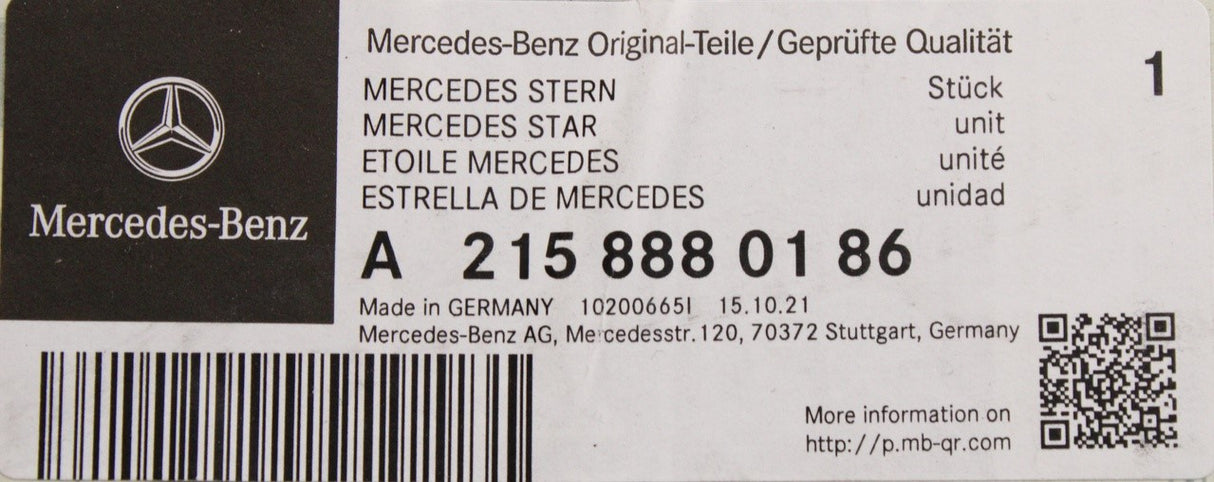 Mercedes-Benz
Mercedes-Benz Original-Teile/Geprüfte Qualität
1
MERCEDES STERN Stück
MERCEDES STAR unit
ETOILE MERCEDES unité
ESTRELLA DE MERCEDES unidad
A 215 888 01 86
Made in GERMANY 10200665I 15.10.21
Mercedes-Benz AG, Mercedesstr. 120, 70372 Stuttgart, Germany
More information on
http://p.mb-qr.com